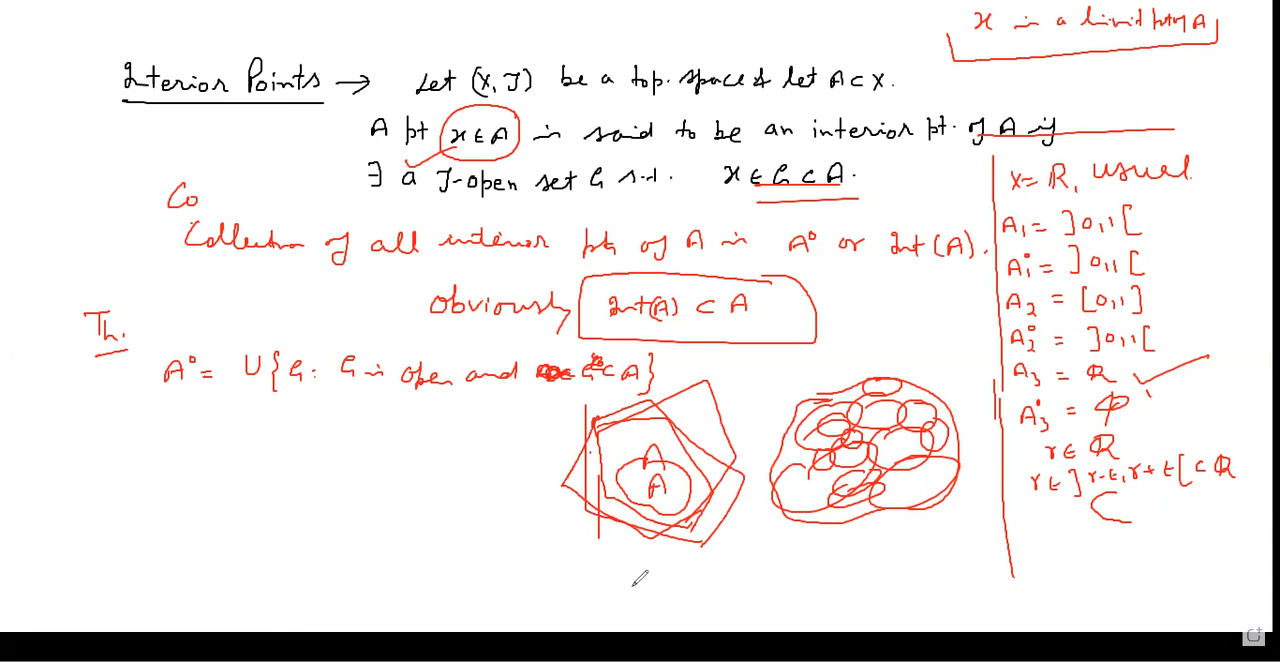 x is a limit pt of A
Interior Points → Let (X, J) be a top. space & let A ⊂ X.
A pt x ∈ A is said to be an interior pt. of A if
∃ a J-open set G s.t. x ∈ G ⊂ A.
Co
Collection of all interior pts of A is A° or Int(A).
Obviously Int(A) ⊂ A
Th.
A° = ∪{G : G is open and G ⊂ A}
A
A
X = R, usual
A₁ = ]0,1[
A₁° = ]0,1[
A₂ = [0,1]
A₂° = ]0,1[
A₃ = Q
A₃° = φ
r ∈ Q
r ∈ ]r-ε, r+ε[ ⊂ Q